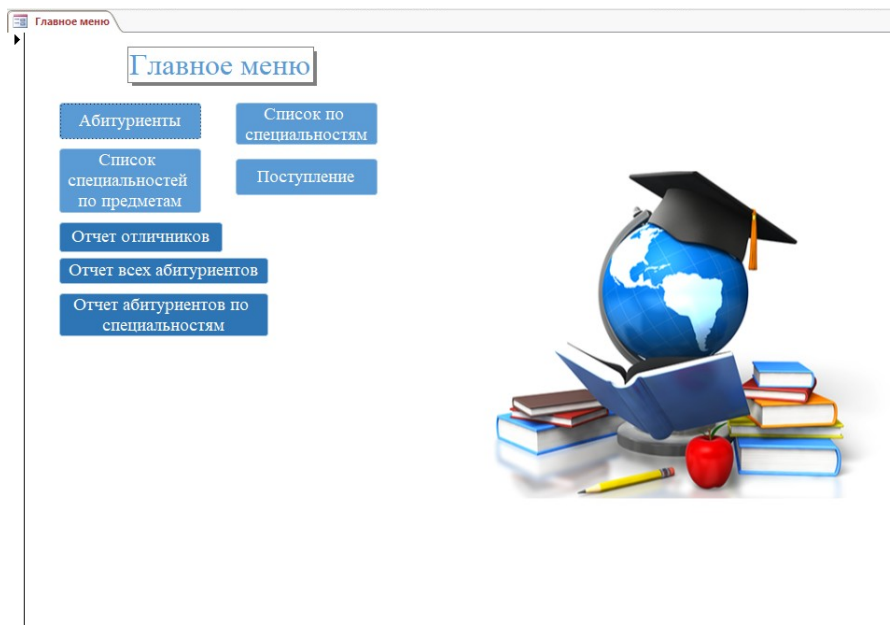 Главное меню
Главное меню
Абитуриенты
Список по
специальностям
Список
специальностей
по предметам
Поступление
Отчет отличников
Отчет всех абитуриентов
Отчет абитуриентов по
специальностям